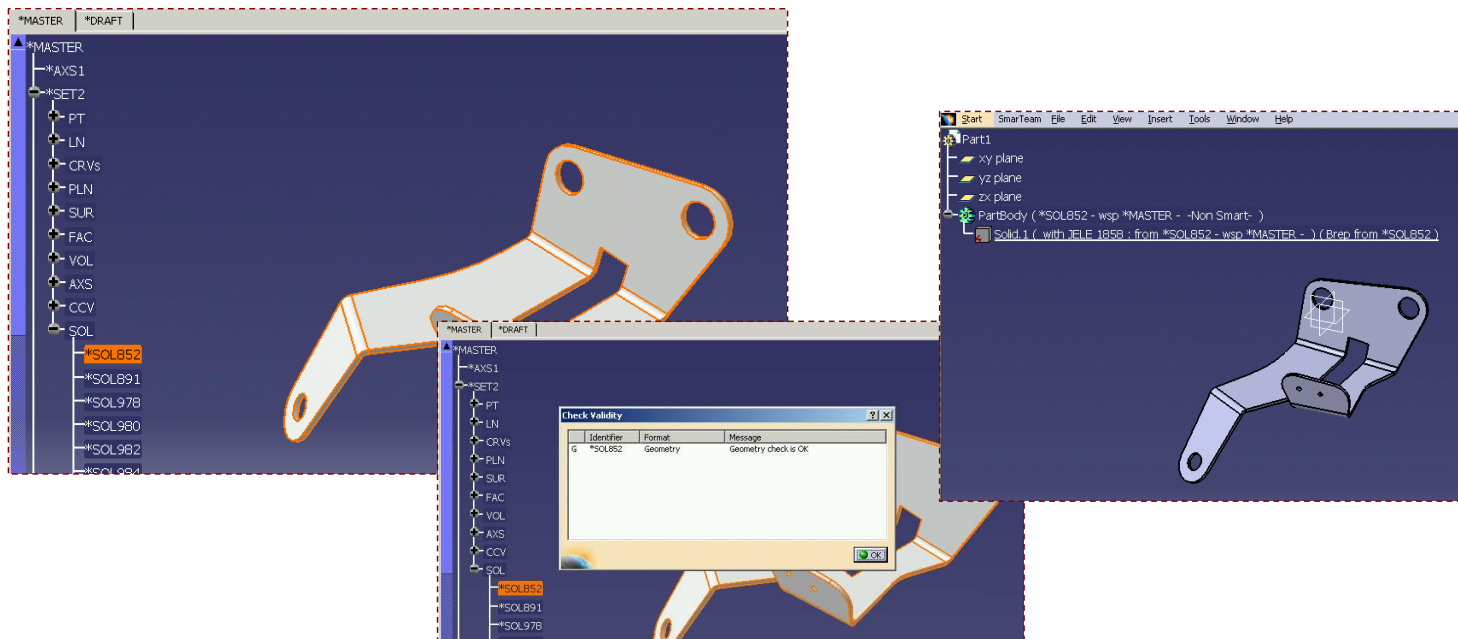 *MASTER *DRAFT
*MASTER
*AXS1
*SET2
PT
LN
CRVs
PLN
SUR
FAC
VOL
AXS
CCV
SOL
*SOL852
*SOL891
*SOL978
*SOL980
*SOL982
*SOL984
*MASTER *DRAFT
*MASTER
*AXS1
*SET2
PT
LN
CRVs
PLN
SUR
FAC
VOL
AXS
CCV
SOL
*SOL852
*SOL891
*SOL978
Check Validity
Identifier Format Message
G *SOL852 Geometry Geometry check is OK
OK
Start SmarTeam File Edit View Insert Tools Window Help
Part1
xy plane
yz plane
zx plane
PartBody ( *SOL852 - wsp *MASTER - -Non Smart- )
Solid.1 ( with JELE 1858 : from *SOL852 - wsp *MASTER - ) ( Brep from *SOL852 )